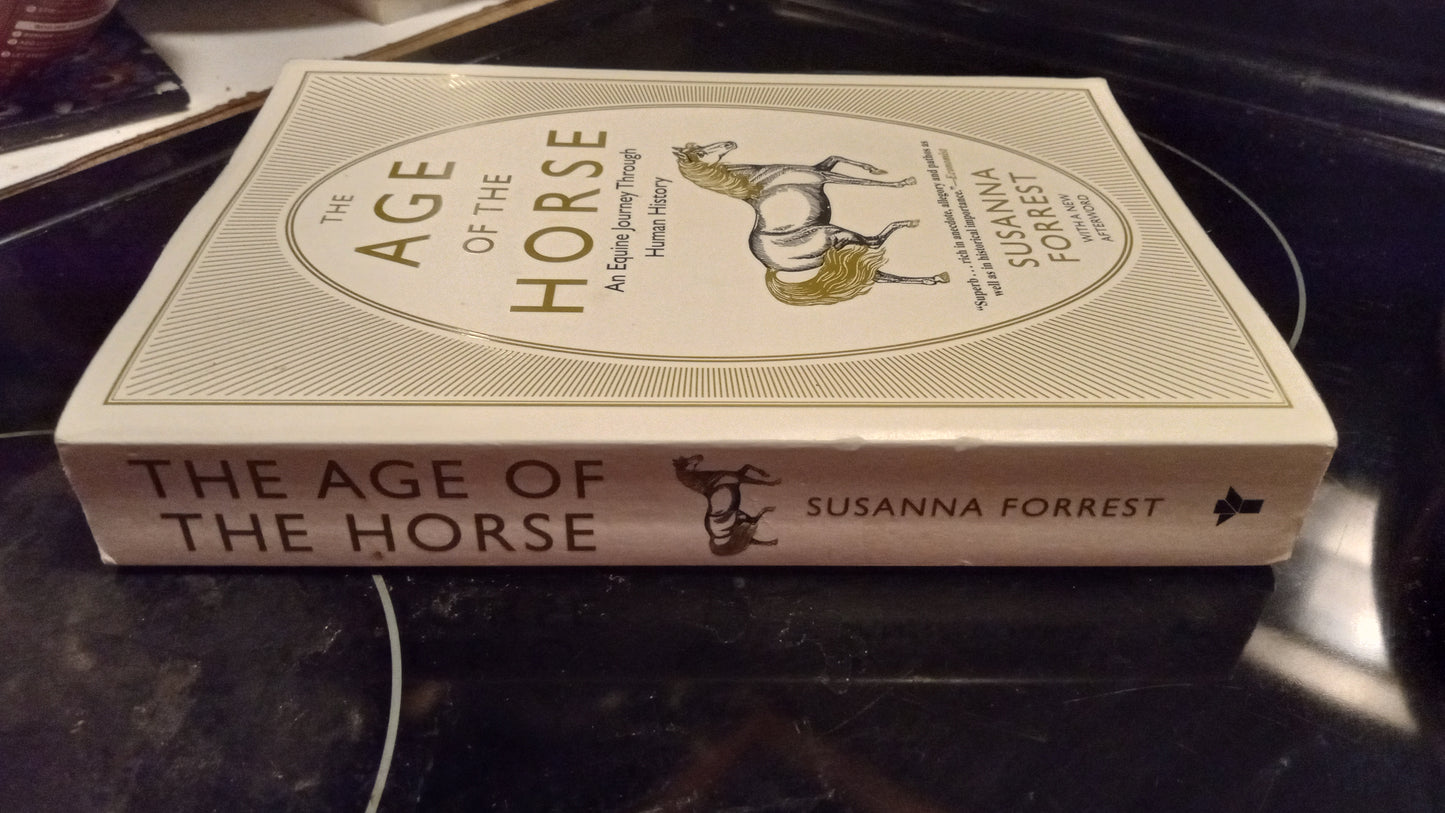 THE
AGE
OF THE
HORSE
An Equine Journey Through
Human History
"Superb... rich in anecdote, allegory and pathos as
well as in historical importance."—Economist
SUSANNA
FORREST
WITH A NEW
AFTERWORD
THE AGE OF
THE HORSE
SUSANNA FORREST